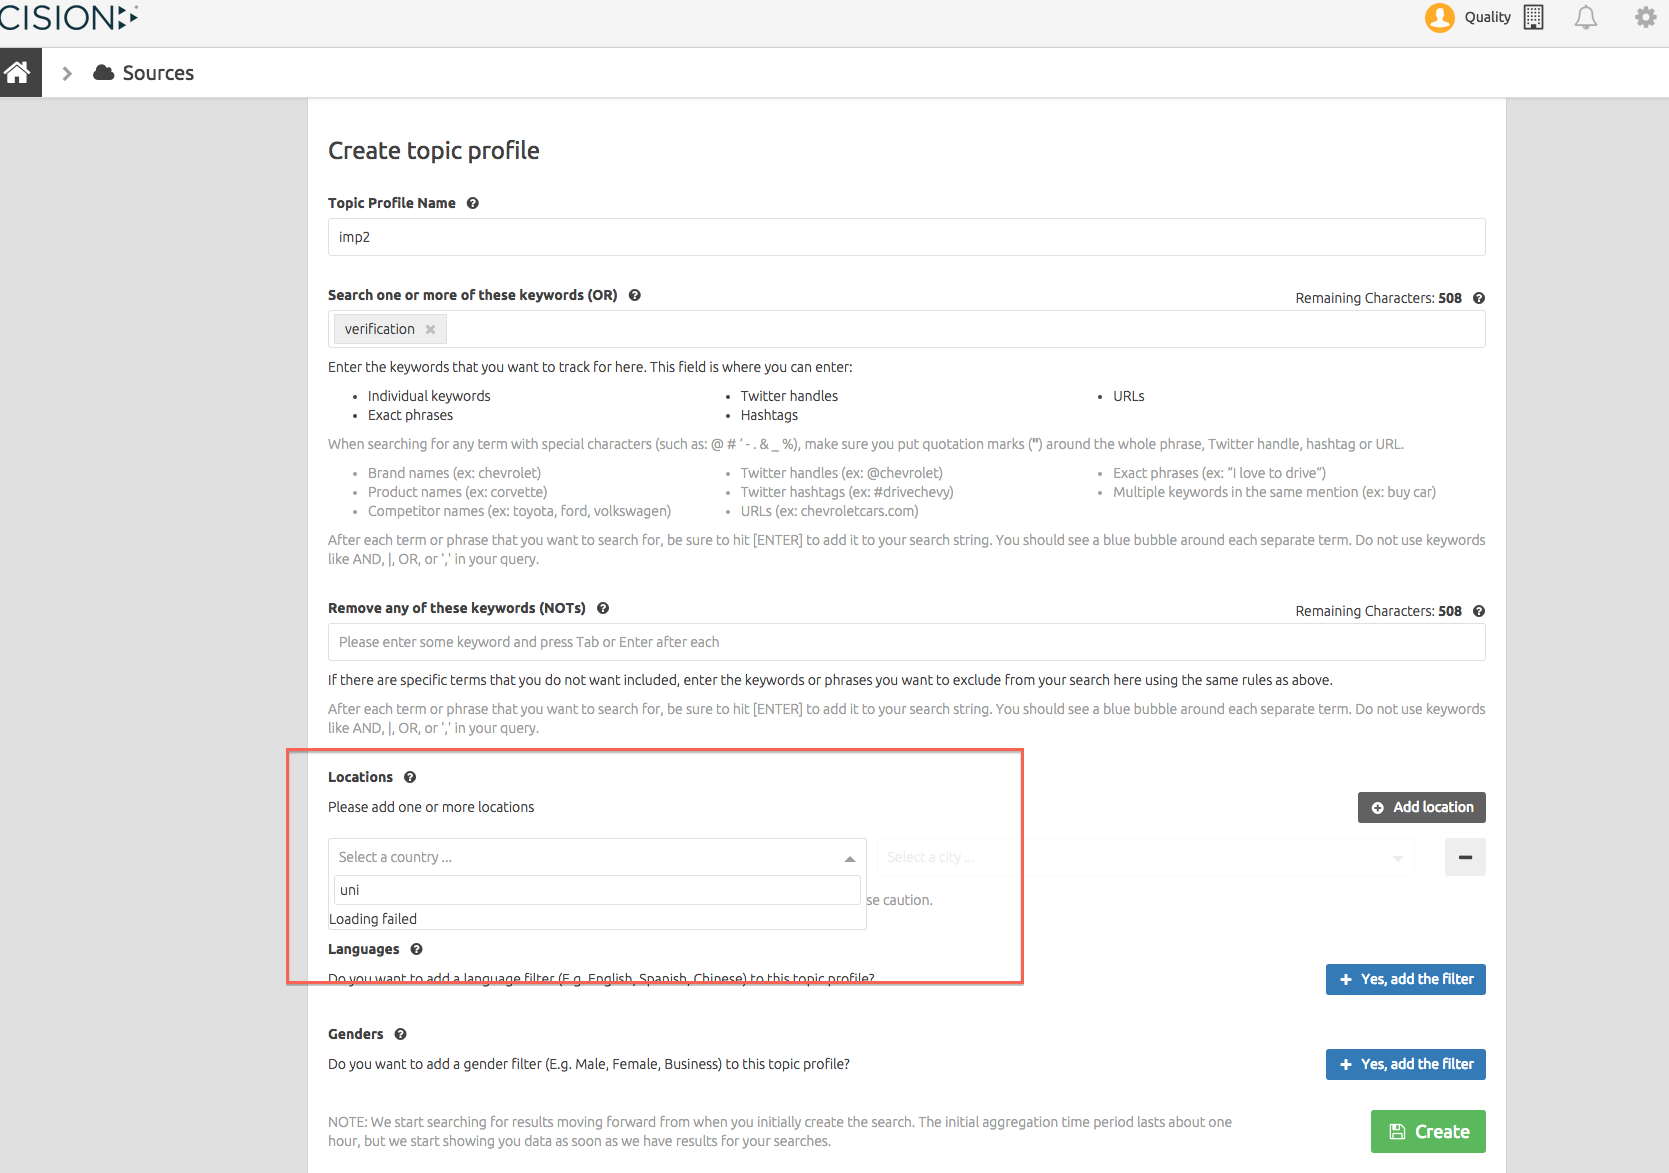 CISION
Quality
Sources
Create topic profile
Topic Profile Name
imp2
Search one or more of these keywords (OR)
Remaining Characters: 508
verification
Enter the keywords that you want to track for here. This field is where you can enter:
• Individual keywords
• Exact phrases
• Twitter handles
• Hashtags
• URLs
When searching for any term with special characters (such as: @ # ' - . & _ %), make sure you put quotation marks (") around the whole phrase, Twitter handle, hashtag or URL.
• Brand names (ex: chevrolet)
• Product names (ex: corvette)
• Competitor names (ex: toyota, ford, volkswagen)
• Twitter handles (ex: @chevrolet)
• Twitter hashtags (ex: #drivechevy)
• URLs (ex: chevroletcars.com)
• Exact phrases (ex: “I love to drive”)
• Multiple keywords in the same mention (ex: buy car)
After each term or phrase that you want to search for, be sure to hit [ENTER] to add it to your search string. You should see a blue bubble around each separate term. Do not use keywords
like AND, |, OR, or ',' in your query.
Remove any of these keywords (NOTs)
Remaining Characters: 508
Please enter some keyword and press Tab or Enter after each
If there are specific terms that you do not want included, enter the keywords or phrases you want to exclude from your search here using the same rules as above.
After each term or phrase that you want to search for, be sure to hit [ENTER] to add it to your search string. You should see a blue bubble around each separate term. Do not use keywords
like AND, |, OR, or ',' in your query.
Locations
Please add one or more locations
Add location
Select a country ...
Select a city ...
uni
se caution.
Loading failed
Languages
Do you want to add a language filter (E.g. English, Spanish, Chinese) to this topic profile?
Yes, add the filter
Genders
Do you want to add a gender filter (E.g. Male, Female, Business) to this topic profile?
Yes, add the filter
NOTE: We start searching for results moving forward from when you initially create the search. The initial aggregation time period lasts about one
hour, but we start showing you data as soon as we have results for your searches.
Create